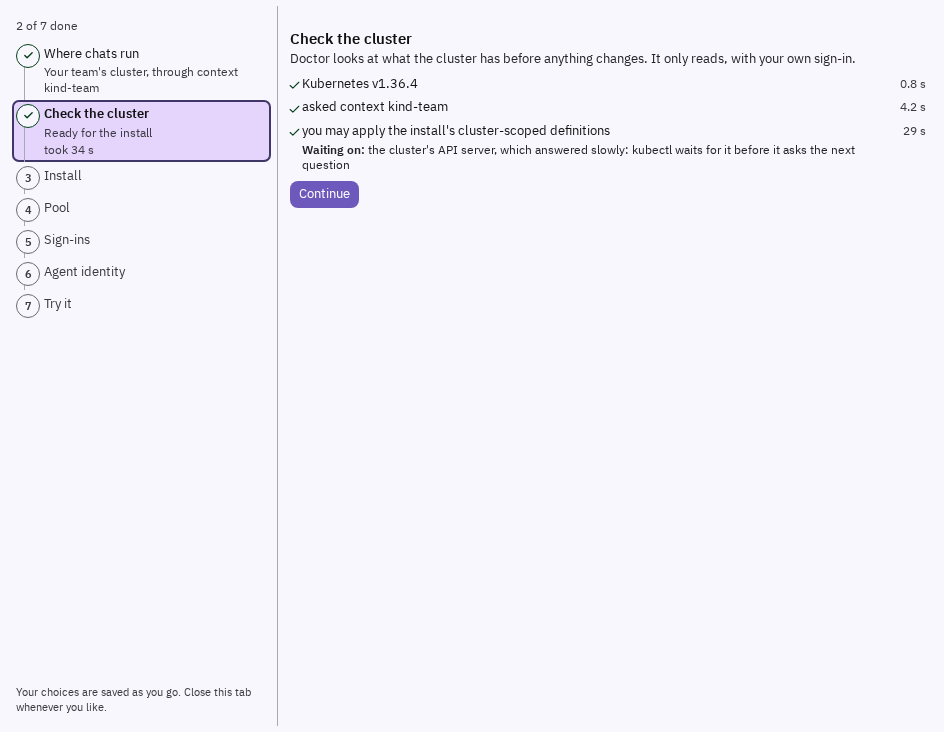 2 of 7 done
Where chats run
Your team's cluster, through context
kind-team
Check the cluster
Ready for the install
took 34 s
3 Install
4 Pool
5 Sign-ins
6 Agent identity
7 Try it
Your choices are saved as you go. Close this tab
whenever you like.
Check the cluster
Doctor looks at what the cluster has before anything changes. It only reads, with your own sign-in.
Kubernetes v1.36.4 0.8 s
asked context kind-team 4.2 s
you may apply the install's cluster-scoped definitions 29 s
Waiting on: the cluster's API server, which answered slowly: kubectl waits for it before it asks the next
question
Continue